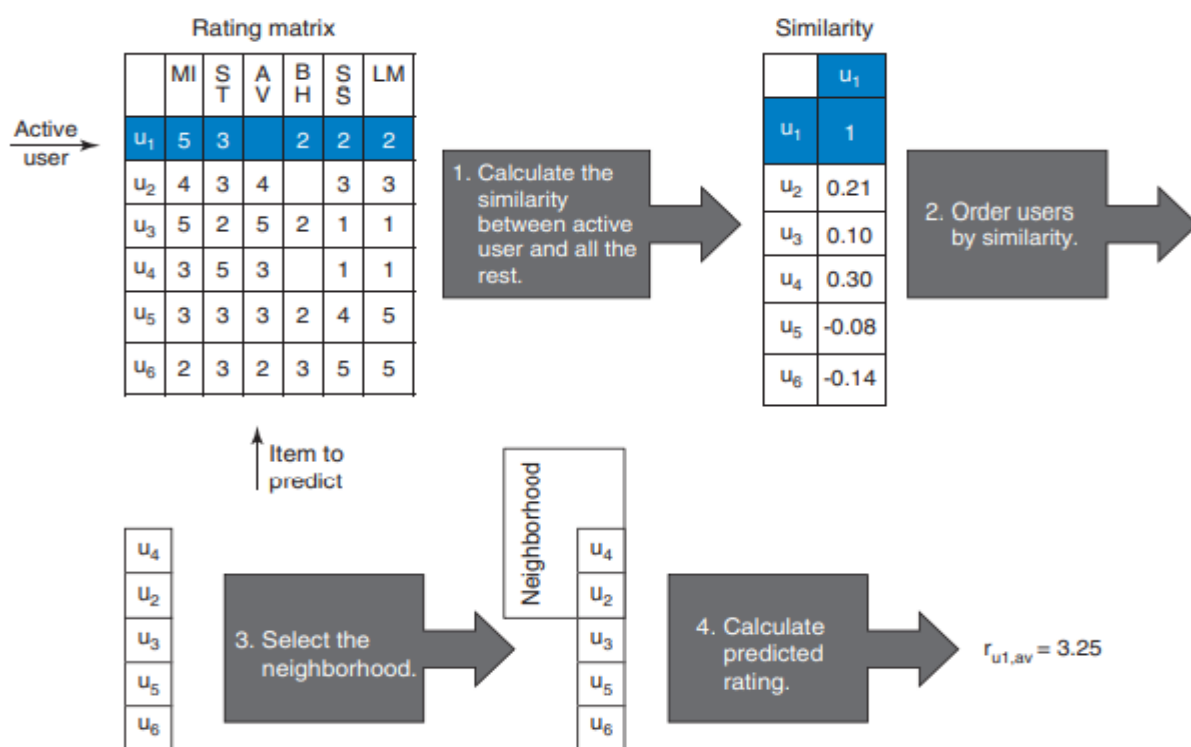 Rating matrix
MI S T A V B H S S LM
Active user
u1 5 3 2 2 2
u2 4 3 4 3 3
u3 5 2 5 2 1 1
u4 3 5 3 1 1
u5 3 3 3 2 4 5
u6 2 3 2 3 5 5
Item to
predict
1. Calculate the
similarity
between active
user and all the
rest.
Similarity
u1
u1 1
u2 0.21
u3 0.10
u4 0.30
u5 -0.08
u6 -0.14
2. Order users
by similarity.
u4
u2
u3
u5
u6
3. Select the
neighborhood.
Neighborhood
u4
u2
u3
u5
u6
4. Calculate
predicted
rating.
ru1,av = 3.25